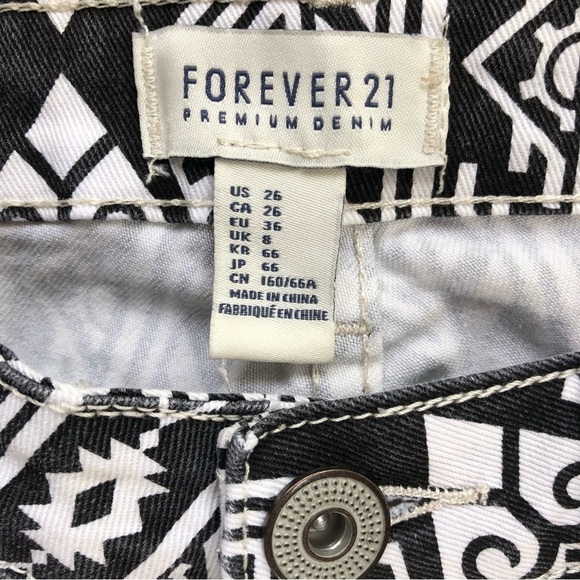 FOREVER 21
PREMIUM DENIM
US 26
CA 26
EU 36
UK 8
KR 66
JP 66
CN 160/66A
MADE IN CHINA
FABRIQUÉ EN CHINE